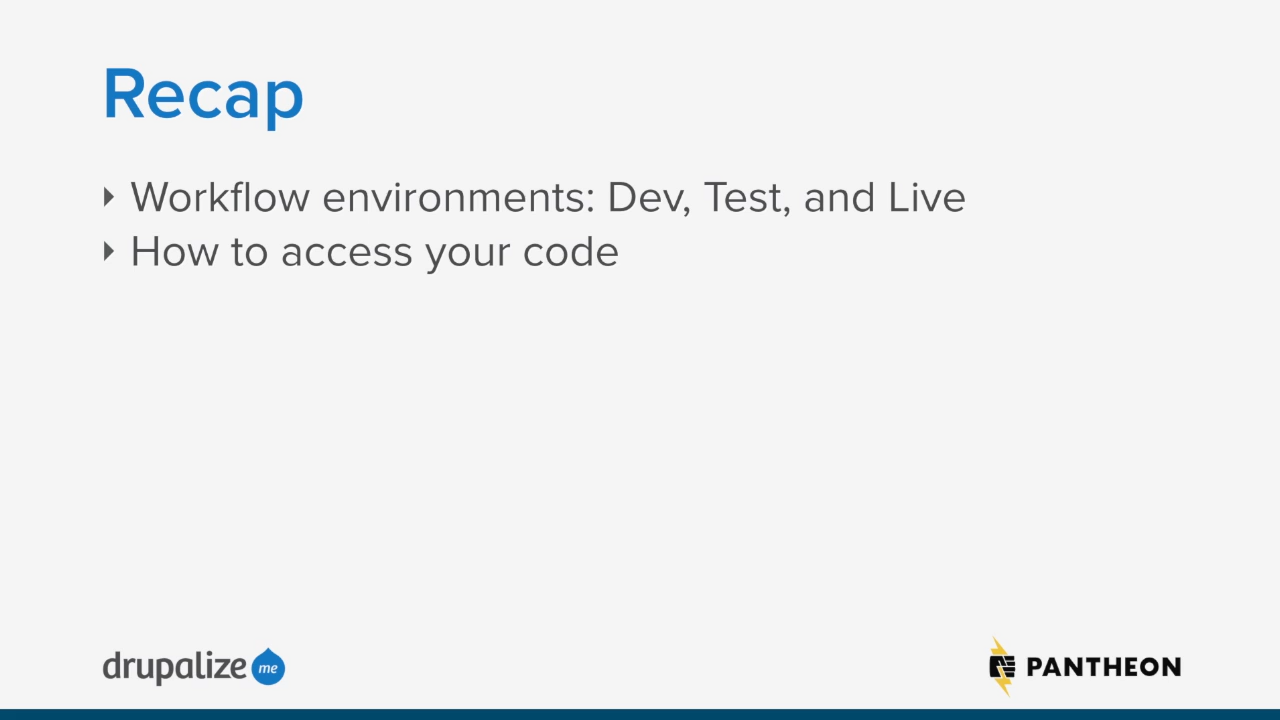 Recap
Workflow environments: Dev, Test, and Live
How to access your code
drupalize me
PANTHEON